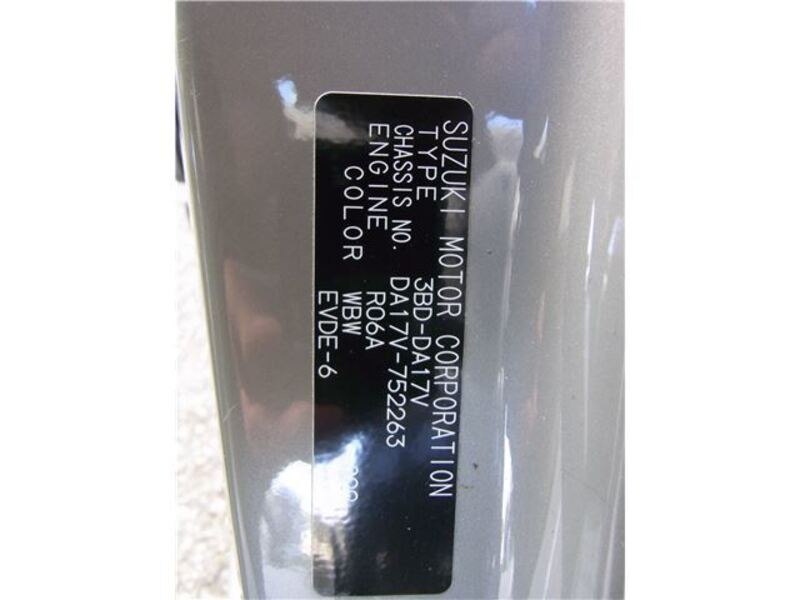 SUZUKI MOTOR CORPORATION
TYPE 3BD-DA17V
CHASSIS NO. DA17V-752263
ENGINE R06A
COLOR WBW
EVDE-6